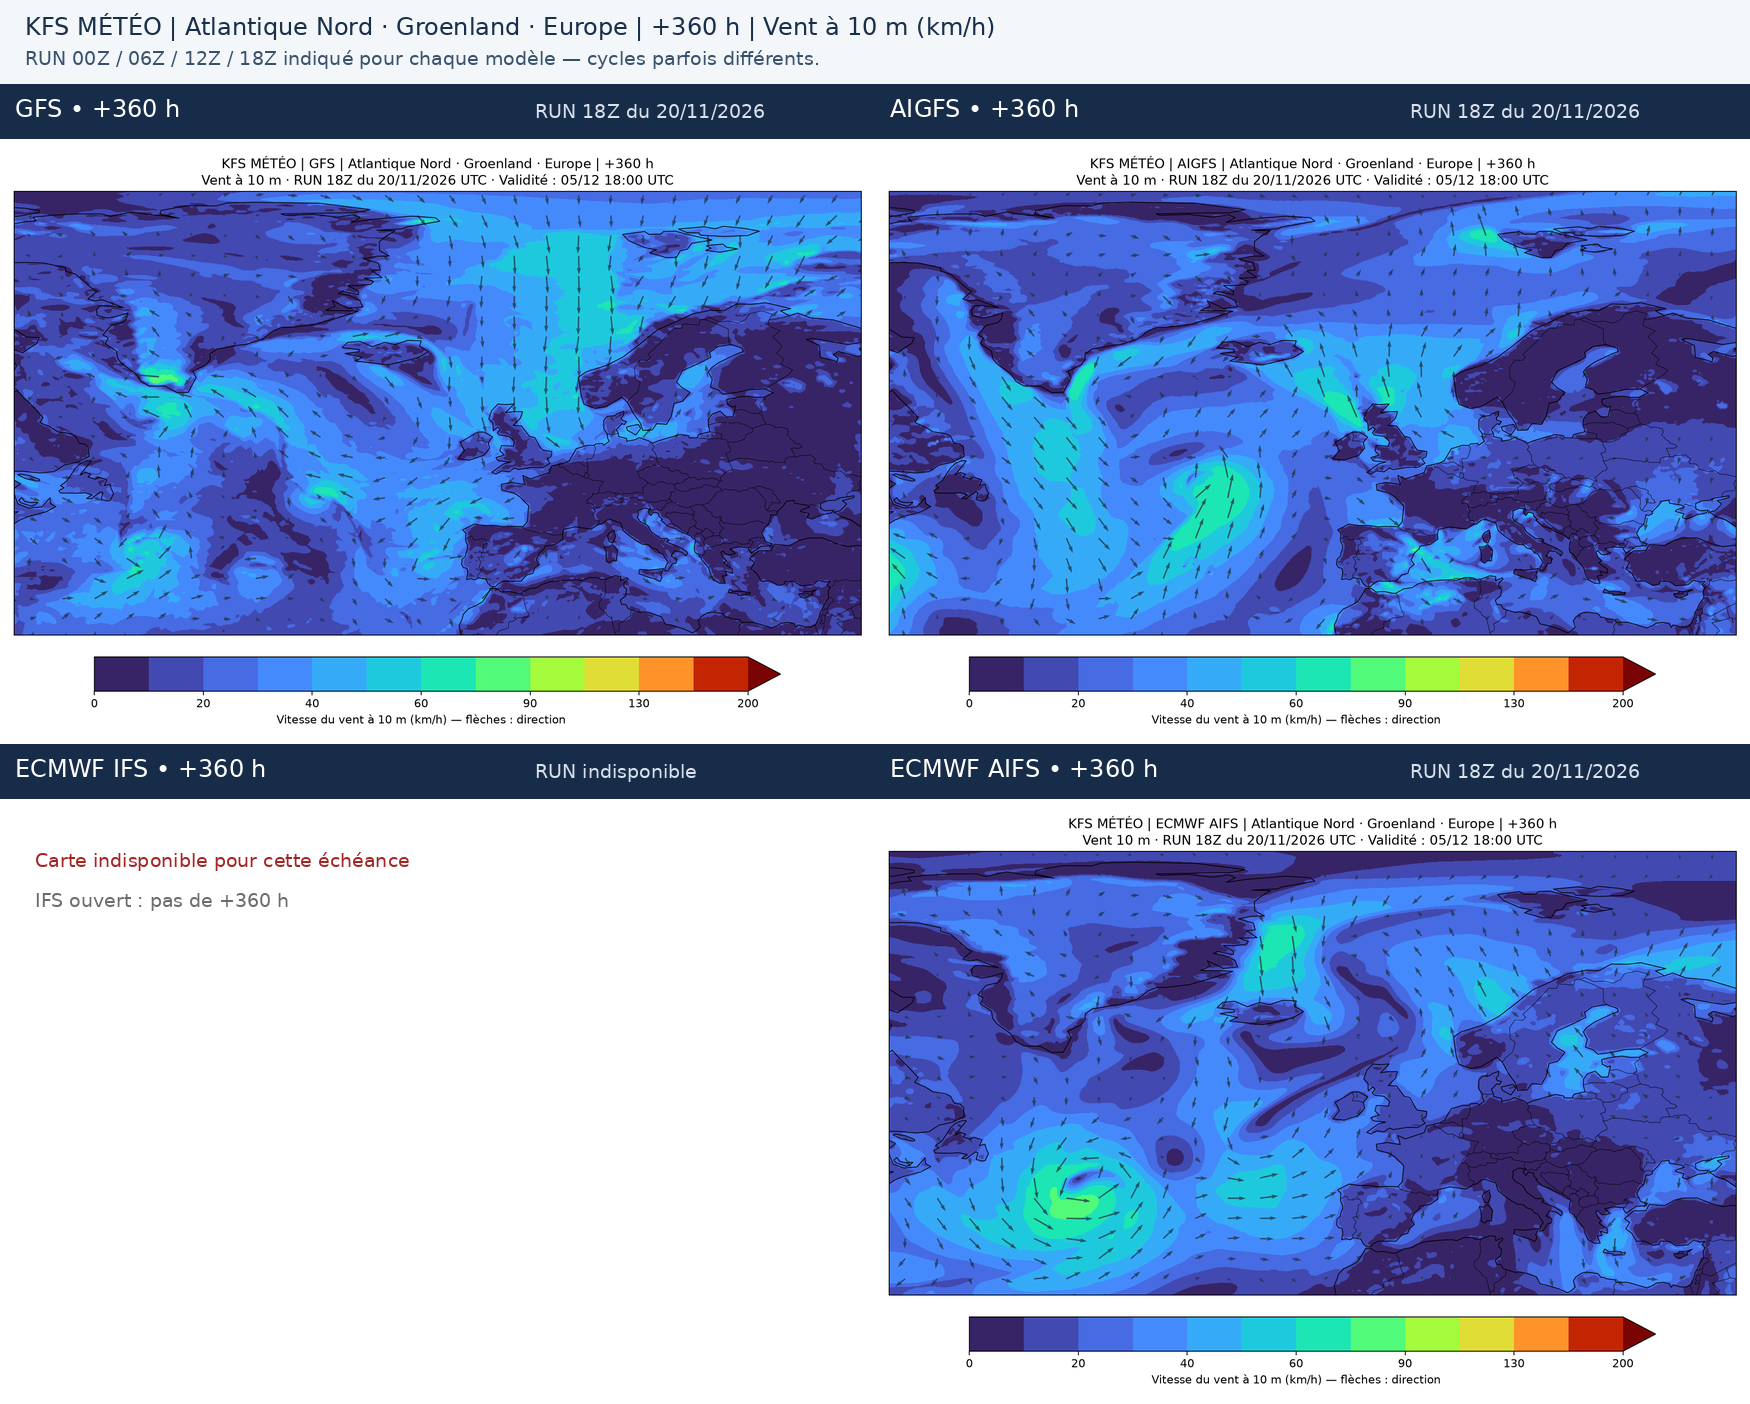 KFS MÉTÉO | Atlantique Nord · Groenland · Europe | +360 h | Vent à 10 m (km/h)
RUN 00Z / 06Z / 12Z / 18Z indiqué pour chaque modèle — cycles parfois différents.
GFS • +360 h
RUN 18Z du 20/11/2026
KFS MÉTÉO | GFS | Atlantique Nord · Groenland · Europe | +360 h
Vent à 10 m · RUN 18Z du 20/11/2026 UTC · Validité : 05/12 18:00 UTC
0 20 40 60 90 130 200
Vitesse du vent à 10 m (km/h) — flèches : direction
AIGFS • +360 h
RUN 18Z du 20/11/2026
KFS MÉTÉO | AIGFS | Atlantique Nord · Groenland · Europe | +360 h
Vent à 10 m · RUN 18Z du 20/11/2026 UTC · Validité : 05/12 18:00 UTC
0 20 40 60 90 130 200
Vitesse du vent à 10 m (km/h) — flèches : direction
ECMWF IFS • +360 h
RUN indisponible
Carte indisponible pour cette échéance
IFS ouvert : pas de +360 h
ECMWF AIFS • +360 h
RUN 18Z du 20/11/2026
KFS MÉTÉO | ECMWF AIFS | Atlantique Nord · Groenland · Europe | +360 h
Vent 10 m · RUN 18Z du 20/11/2026 UTC · Validité : 05/12 18:00 UTC
0 20 40 60 90 130 200
Vitesse du vent à 10 m (km/h) — flèches : direction